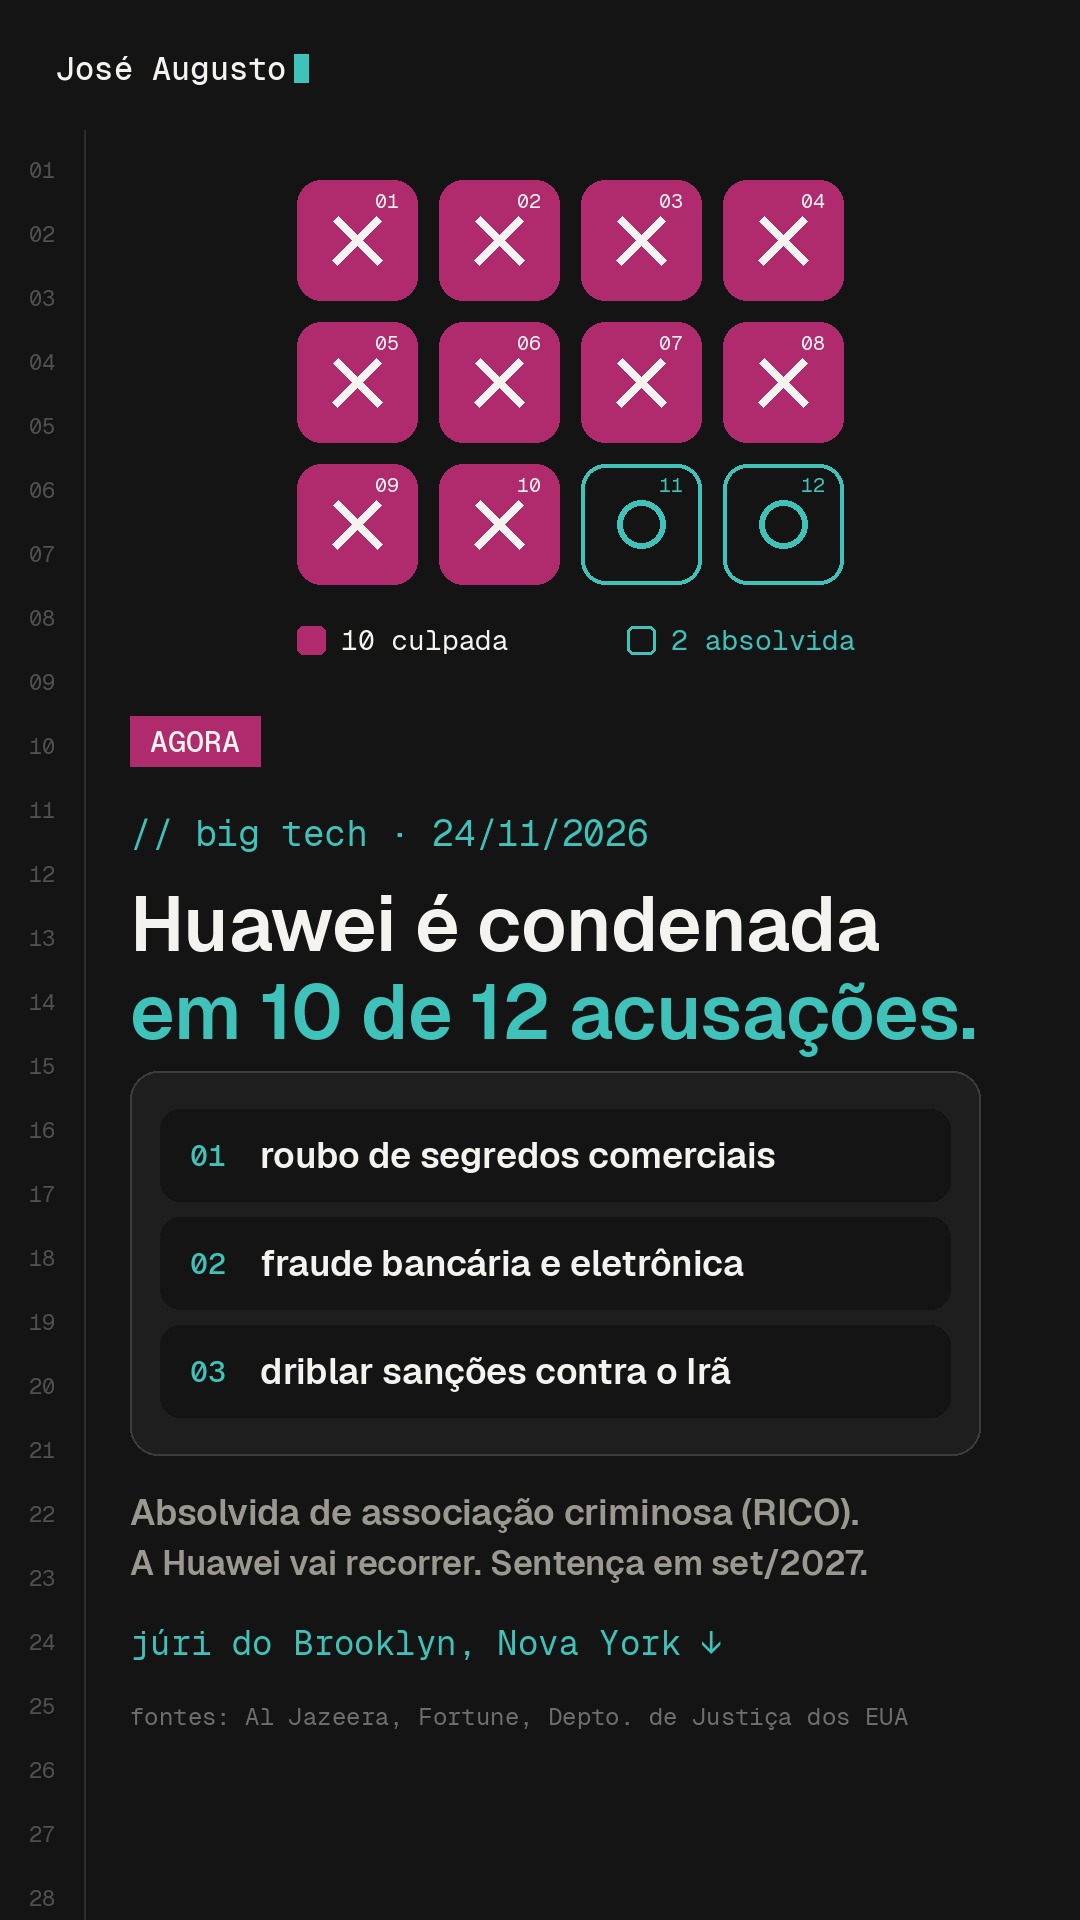 José Augusto
01 02 03 04
05 06 07 08
09 10 11 12
10 culpada 2 absolvida
AGORA
// big tech · 24/11/2026
Huawei é condenada
em 10 de 12 acusações.
01 roubo de segredos comerciais
02 fraude bancária e eletrônica
03 driblar sanções contra o Irã
Absolvida de associação criminosa (RICO).
A Huawei vai recorrer. Sentença em set/2027.
júri do Brooklyn, Nova York ↓
fontes: Al Jazeera, Fortune, Depto. de Justiça dos EUA
01
02
03
04
05
06
07
08
09
10
11
12
13
14
15
16
17
18
19
20
21
22
23
24
25
26
27
28